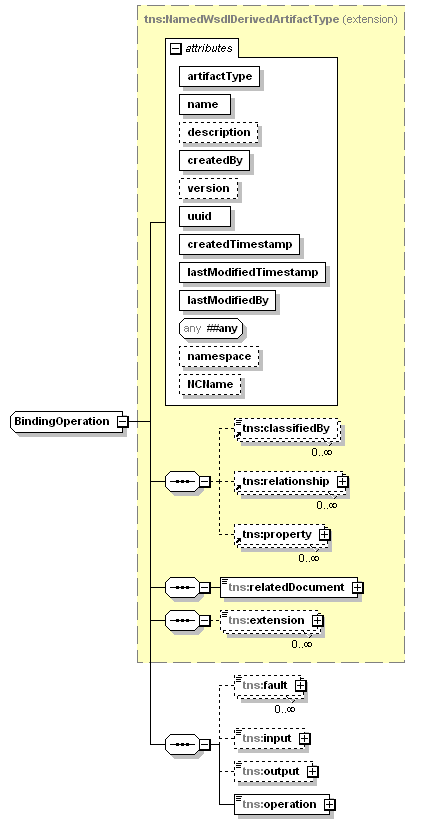 tns:NamedWsdlDerivedArtifactType (extension)
attributes
artifactType
name
description
createdBy
version
uuid
createdTimestamp
lastModifiedTimestamp
lastModifiedBy
any ##any
namespace
NCName
BindingOperation
tns:classifiedBy
0..∞
tns:relationship
0..∞
tns:property
0..∞
tns:relatedDocument
tns:extension
0..∞
tns:fault
0..∞
tns:input
tns:output
tns:operation